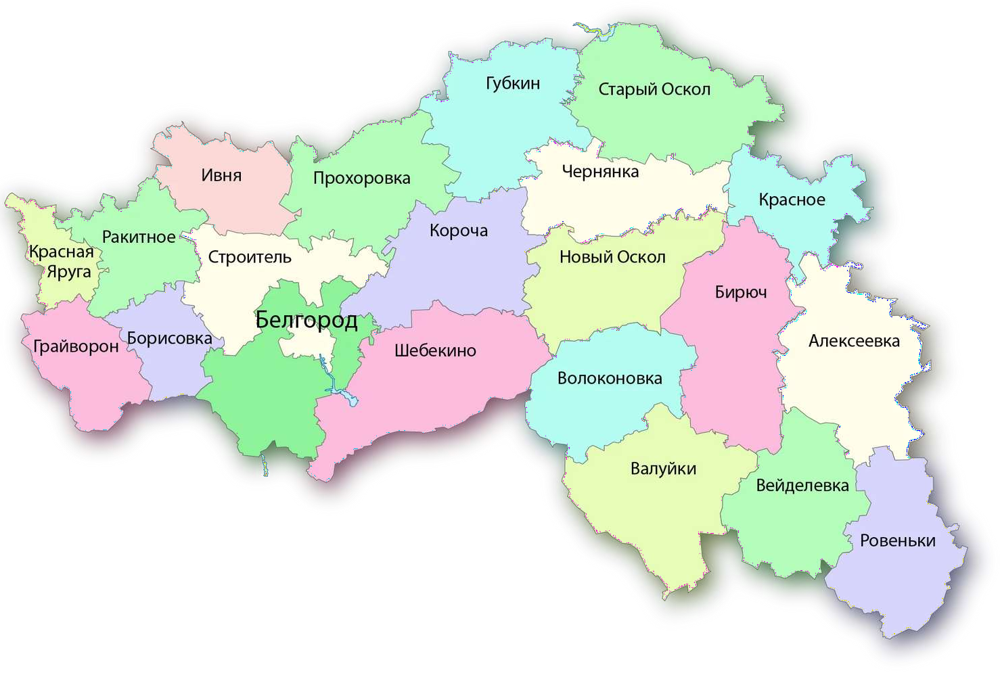 Губкин
Старый Оскол
Ивня
Прохоровка
Чернянка
Красное
Ракитное
Короча
Красная
Яруга
Строитель
Новый Оскол
Бирюч
Белгород
Грайворон
Борисовка
Шебекино
Алексеевка
Волоконовка
Валуйки
Вейделевка
Ровеньки